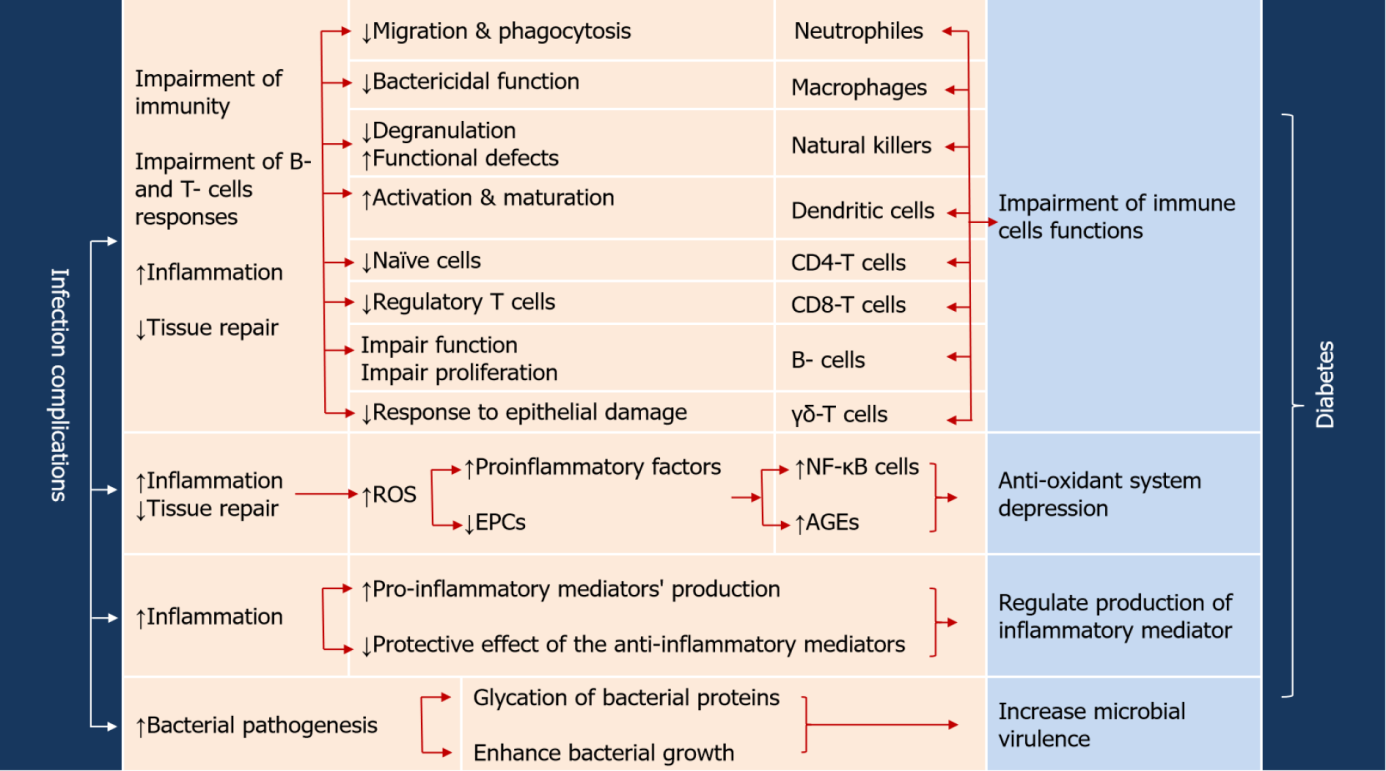 Infection complications
Impairment of
immunity
Impairment of B-
and T- cells
responses
↑Inflammation
↓Tissue repair
↓Migration & phagocytosis
Neutrophiles
↓Bactericidal function
Macrophages
↓Degranulation
↑Functional defects
Natural killers
↑Activation & maturation
Dendritic cells
↓Naïve cells
CD4-T cells
↓Regulatory T cells
CD8-T cells
Impair function
Impair proliferation
B- cells
↓Response to epithelial damage
γδ-T cells
Impairment of immune
cells functions
↑Inflammation
↓Tissue repair
↑ROS
↑Proinflammatory factors
↓EPCs
↑NF-κB cells
↑AGEs
Anti-oxidant system
depression
↑Inflammation
↑Pro-inflammatory mediators' production
↓Protective effect of the anti-inflammatory mediators
Regulate production of
inflammatory mediator
↑Bacterial pathogenesis
Glycation of bacterial proteins
Enhance bacterial growth
Increase microbial
virulence
Diabetes